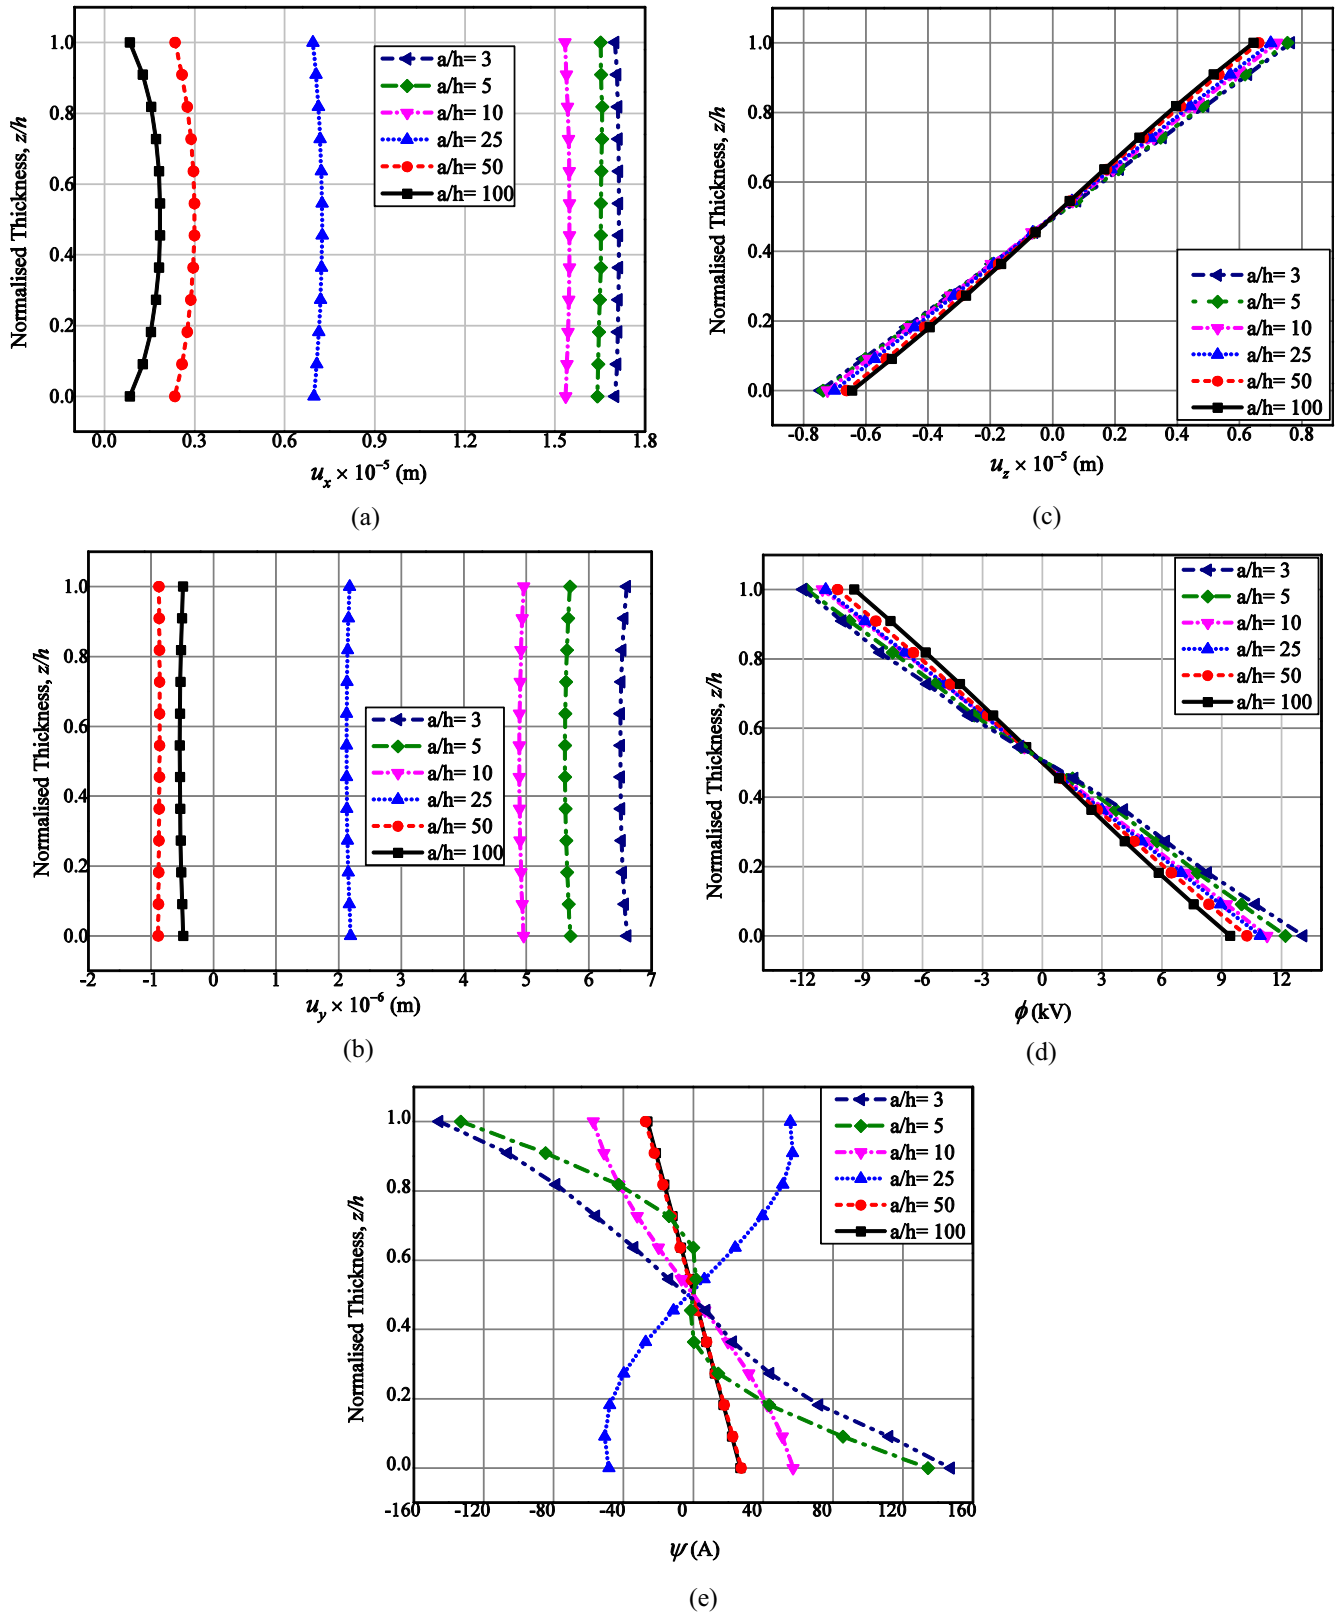 1.0
0.8
0.6
0.4
0.2
0.0
Normalised Thickness, z/h
a/h= 3
a/h= 5
a/h= 10
a/h= 25
a/h= 50
a/h= 100
0.0 0.3 0.6 0.9 1.2 1.5 1.8
u_x × 10⁻⁵ (m)
(a)
1.0
0.8
0.6
0.4
0.2
0.0
Normalised Thickness, z/h
a/h= 3
a/h= 5
a/h= 10
a/h= 25
a/h= 50
a/h= 100
-0.8 -0.6 -0.4 -0.2 0.0 0.2 0.4 0.6 0.8
u_z × 10⁻⁵ (m)
(c)
1.0
0.8
0.6
0.4
0.2
0.0
Normalised Thickness, z/h
a/h= 3
a/h= 5
a/h= 10
a/h= 25
a/h= 50
a/h= 100
-2 -1 0 1 2 3 4 5 6 7
u_y × 10⁻⁶ (m)
(b)
1.0
0.8
0.6
0.4
0.2
0.0
Normalised Thickness, z/h
a/h= 3
a/h= 5
a/h= 10
a/h= 25
a/h= 50
a/h= 100
-12 -9 -6 -3 0 3 6 9 12
ϕ (kV)
(d)
1.0
0.8
0.6
0.4
0.2
0.0
Normalised Thickness, z/h
a/h= 3
a/h= 5
a/h= 10
a/h= 25
a/h= 50
a/h= 100
-160 -120 -80 -40 0 40 80 120 160
ψ (A)
(e)